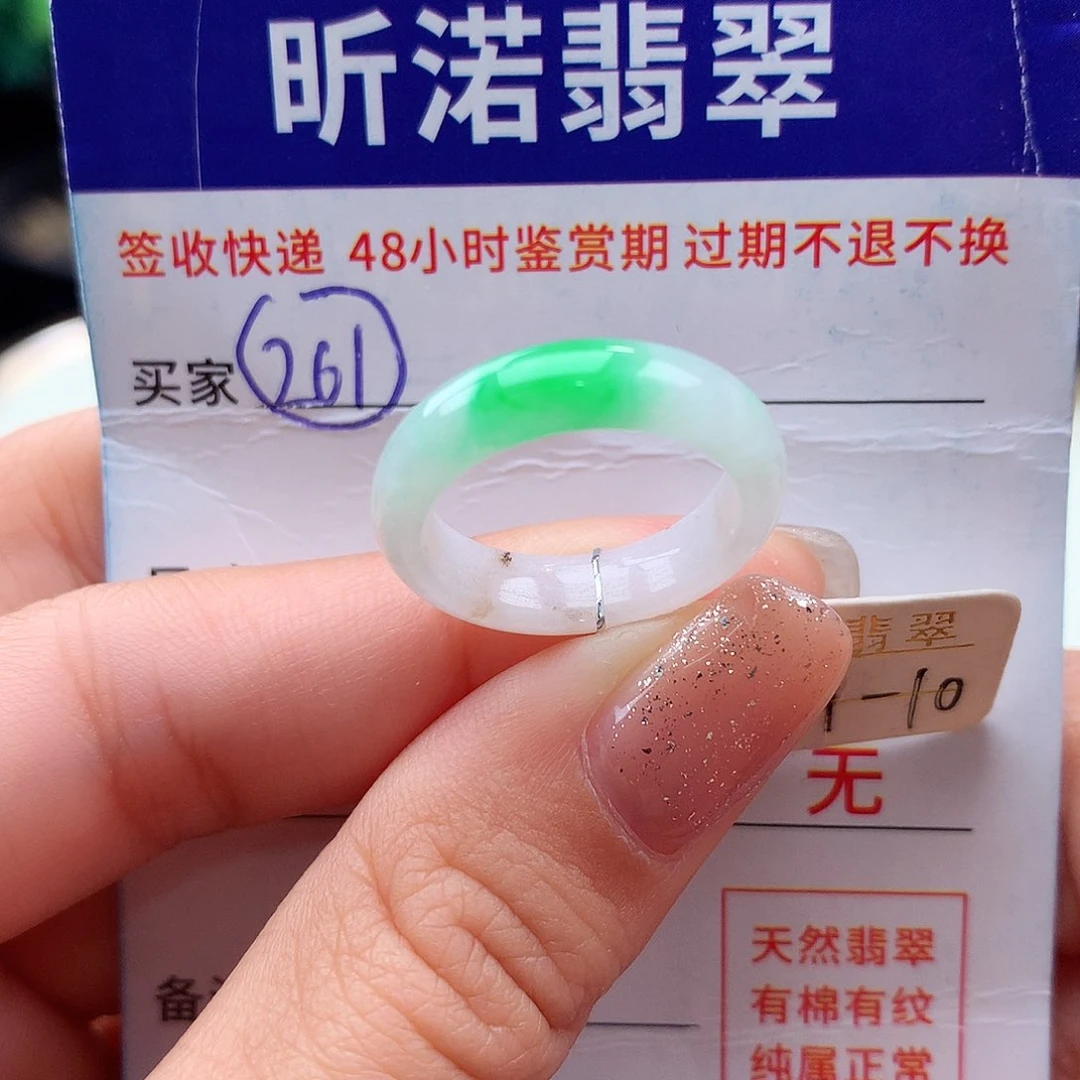 昕渃翡翠
签收快递 48小时鉴赏期 过期不退不换
买家 261
翡翠
-10
无
备
天然翡翠
有棉有纹
纯属正常